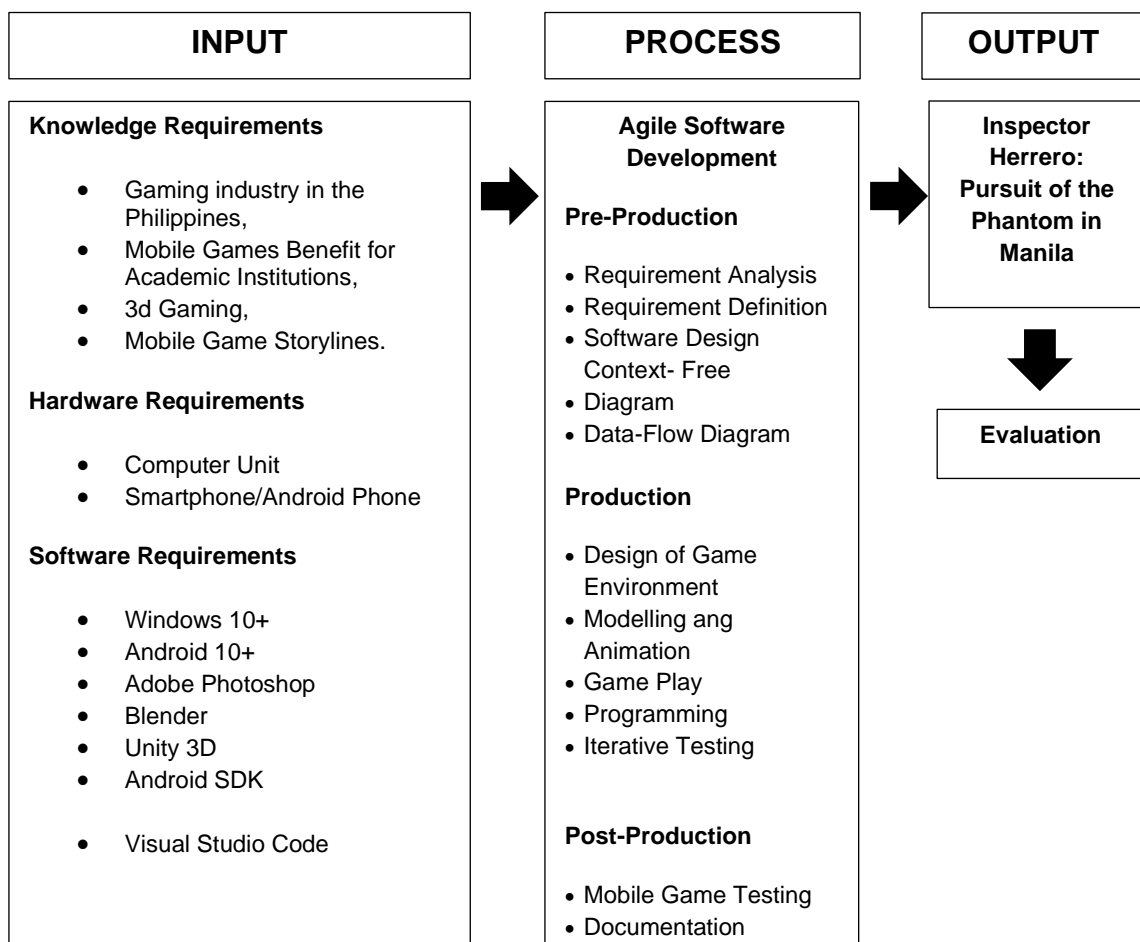 INPUT
Knowledge Requirements
• Gaming industry in the
Philippines,
• Mobile Games Benefit for
Academic Institutions,
• 3d Gaming,
• Mobile Game Storylines.
Hardware Requirements
• Computer Unit
• Smartphone/Android Phone
Software Requirements
• Windows 10+
• Android 10+
• Adobe Photoshop
• Blender
• Unity 3D
• Android SDK
• Visual Studio Code
PROCESS
Agile Software
Development
Pre-Production
• Requirement Analysis
• Requirement Definition
• Software Design
Context- Free
• Diagram
• Data-Flow Diagram
Production
• Design of Game
Environment
• Modelling ang
Animation
• Game Play
• Programming
• Iterative Testing
Post-Production
• Mobile Game Testing
• Documentation
OUTPUT
Inspector
Herrero:
Pursuit of the
Phantom in
Manila
Evaluation